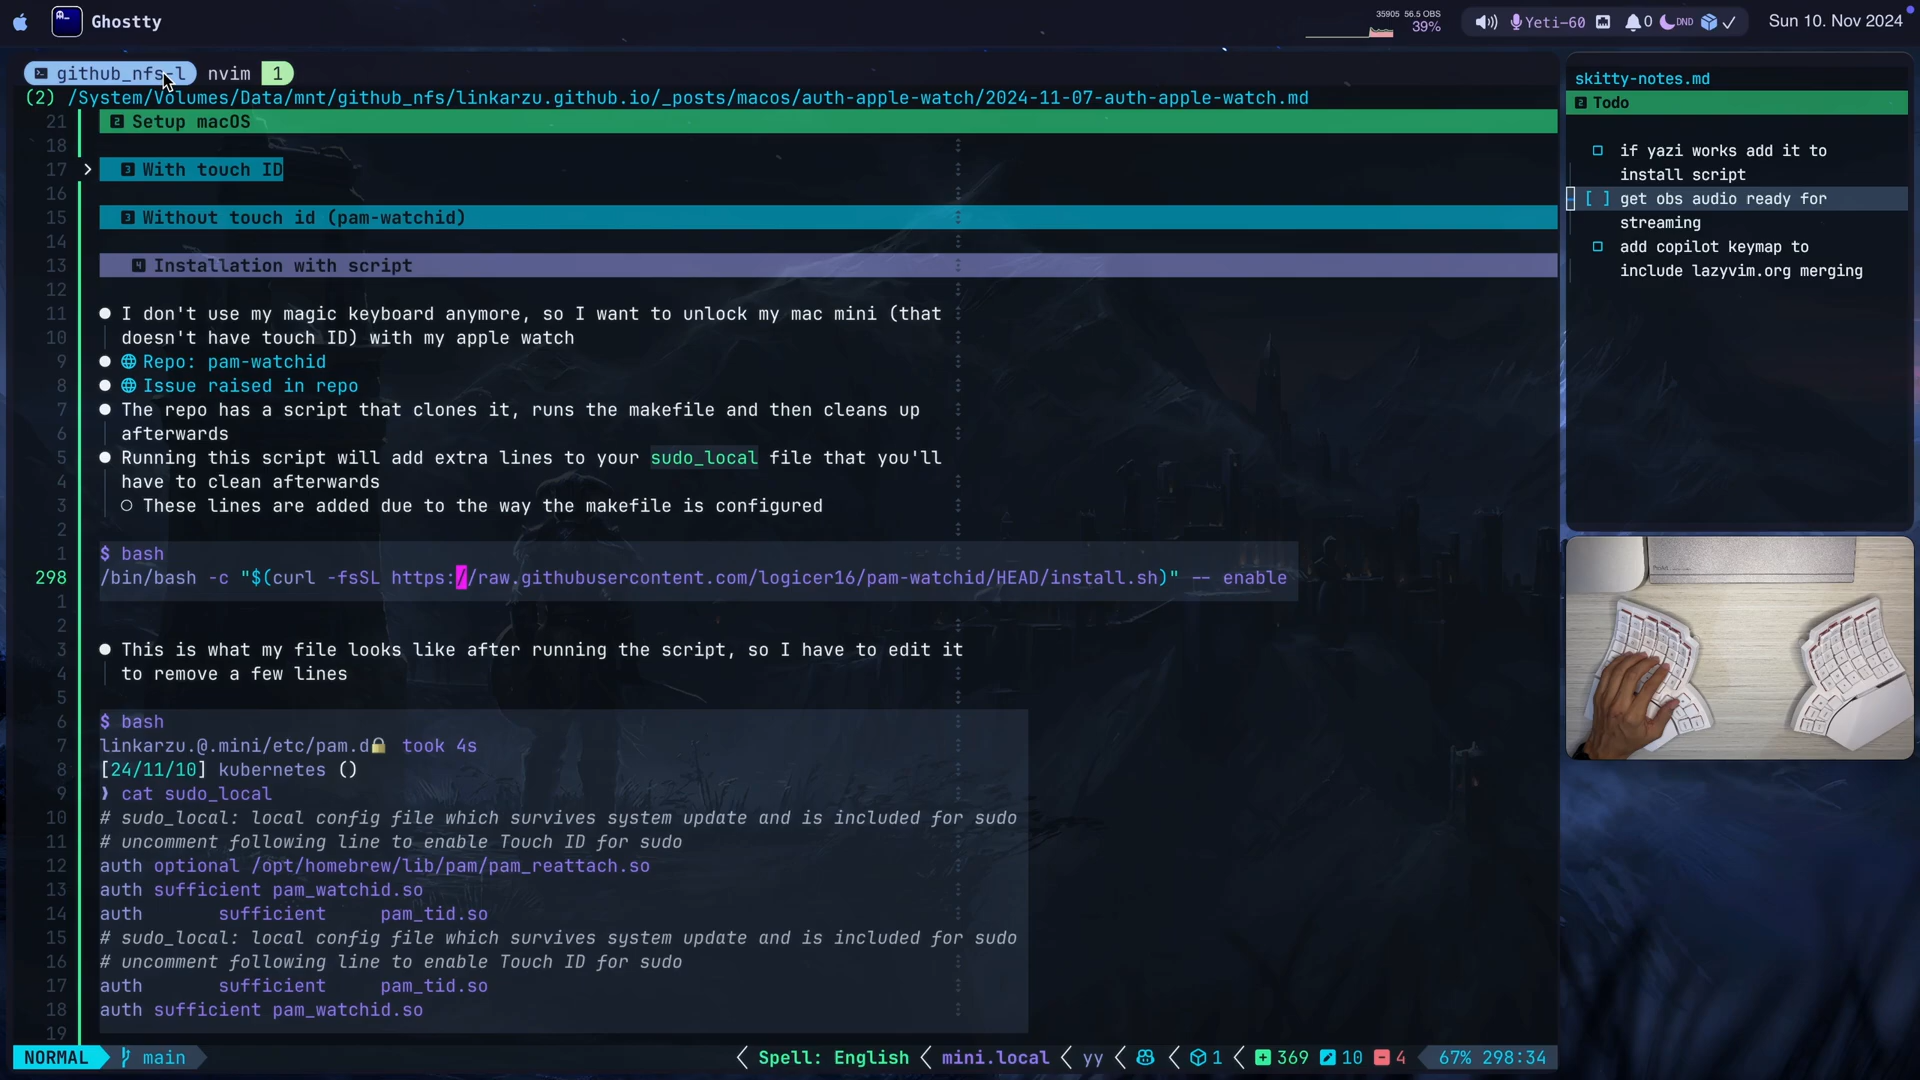 Ghostty
35905 56.5 OBS
39%
Yeti-60
0
DND
Sun 10. Nov 2024
github_nfs-l nvim 1
(2) /System/Volumes/Data/mnt/github_nfs/linkarzu.github.io/_posts/macos/auth-apple-watch/2024-11-07-auth-apple-watch.md
21 2 Setup macOS
18
17 3 With touch ID
16
15 3 Without touch id (pam-watchid)
14
13 4 Installation with script
12
11 ● I don't use my magic keyboard anymore, so I want to unlock my mac mini (that
10 doesn't have touch ID) with my apple watch
9 ● Repo: pam-watchid
8 ● Issue raised in repo
7 ● The repo has a script that clones it, runs the makefile and then cleans up
6 afterwards
5 ● Running this script will add extra lines to your sudo_local file that you'll
4 have to clean afterwards
3 ○ These lines are added due to the way the makefile is configured
2
1 $ bash
298 /bin/bash -c "$(curl -fsSL https://raw.githubusercontent.com/logicer16/pam-watchid/HEAD/install.sh)" -- enable
1
2
3 ● This is what my file looks like after running the script, so I have to edit it
4 to remove a few lines
5
6 $ bash
7 linkarzu.@.mini/etc/pam.d🔒 took 4s
8 [24/11/10] kubernetes ()
9 ❯ cat sudo_local
10 # sudo_local: local config file which survives system update and is included for sudo
11 # uncomment following line to enable Touch ID for sudo
12 auth optional /opt/homebrew/lib/pam/pam_reattach.so
13 auth sufficient pam_watchid.so
14 auth       sufficient     pam_tid.so
15 # sudo_local: local config file which survives system update and is included for sudo
16 # uncomment following line to enable Touch ID for sudo
17 auth       sufficient     pam_tid.so
18 auth sufficient pam_watchid.so
19
NORMAL main Spell: English mini.local yy 1 369 10 4 67% 298:34
skitty-notes.md
2 Todo
if yazi works add it to
install script
[ ] get obs audio ready for
streaming
add copilot keymap to
include lazyvim.org merging